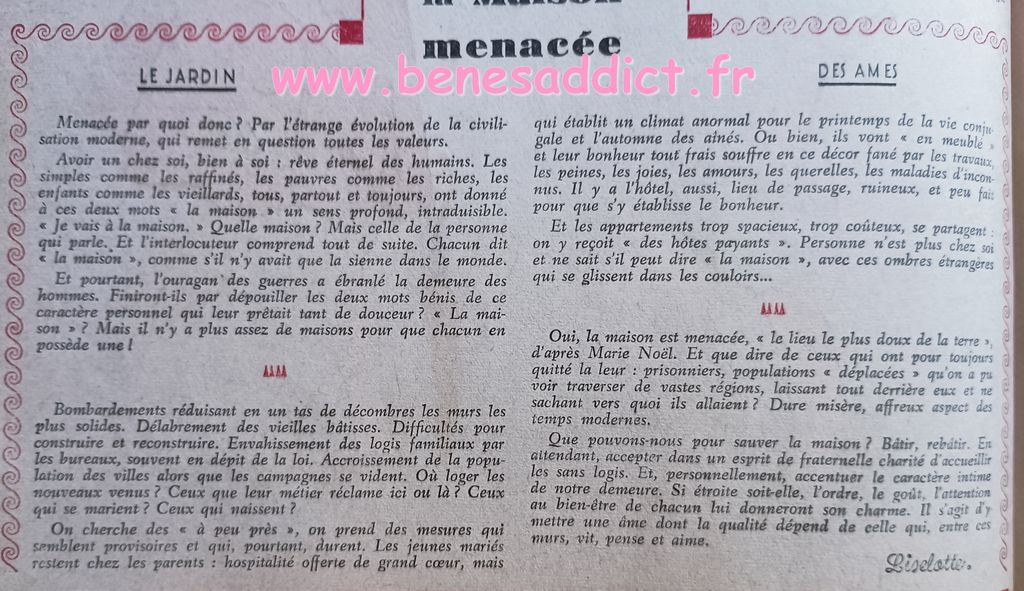 la Maison
menacée
www.benesaddict.fr
LE JARDIN
DES AMES
Menacée par quoi donc ? Par l'étrange évolution de la civili-
sation moderne, qui remet en question toutes les valeurs.
Avoir un chez soi, bien à soi : rêve éternel des humains. Les
simples comme les raffinés, les pauvres comme les riches, les
enfants comme les vieillards, tous, partout et toujours, ont donné
à ces deux mots « la maison » un sens profond, intraduisible.
« Je vais à la maison. » Quelle maison ? Mais celle de la personne
qui parle. Et l'interlocuteur comprend tout de suite. Chacun dit
« la maison », comme s'il n'y avait que la sienne dans le monde.
Et pourtant, l'ouragan des guerres a ébranlé la demeure des
hommes. Finiront-ils par dépouiller les deux mots bénis de ce
caractère personnel qui leur prêtait tant de douceur ? « La mai-
son » ? Mais il n'y a plus assez de maisons pour que chacun en
possède une !
Bombardements réduisant en un tas de décombres les murs les
plus solides. Délabrement des vieilles bâtisses. Difficultés pour
construire et reconstruire. Envahissement des logis familiaux par
les bureaux, souvent en dépit de la loi. Accroissement de la popu-
lation des villes alors que les campagnes se vident. Où loger les
nouveaux venus ? Ceux que leur métier réclame ici ou là ? Ceux
qui se marient ? Ceux qui naissent ?
On cherche des « à peu près », on prend des mesures qui
semblent provisoires et qui, pourtant, durent. Les jeunes mariés
restent chez les parents : hospitalité offerte de grand cœur, mais
qui établit un climat anormal pour le printemps de la vie conju-
gale et l'automne des aînés. Ou bien, ils vont « en meublé »
et leur bonheur tout frais souffre en ce décor fané par les travaux,
les peines, les joies, les amours, les querelles, les maladies d'incon-
nus. Il y a l'hôtel, aussi, lieu de passage, ruineux, et peu fait
pour que s'y établisse le bonheur.
Et les appartements trop spacieux, trop coûteux, se partagent :
on y reçoit « des hôtes payants ». Personne n'est plus chez soi
et ne sait s'il peut dire « la maison », avec ces ombres étrangères
qui se glissent dans les couloirs...
Oui, la maison est menacée, « le lieu le plus doux de la terre »,
d'après Marie Noël. Et que dire de ceux qui ont pour toujours
quitté la leur : prisonniers, populations « déplacées » qu'on a pu
voir traverser de vastes régions, laissant tout derrière eux et ne
sachant vers quoi ils allaient ? Dure misère, affreux aspect des
temps modernes.
Que pouvons-nous pour sauver la maison ? Bâtir, rebâtir. En
attendant, accepter dans un esprit de fraternelle charité d'accueillir
les sans logis. Et, personnellement, accentuer le caractère intime
de notre demeure. Si étroite soit-elle, l'ordre, le goût, l'attention
au bien-être de chacun lui donneront son charme. Il s'agit d'y
mettre une âme dont la qualité dépend de celle qui, entre ces
murs, vit, pense et aime.
Liselotte.